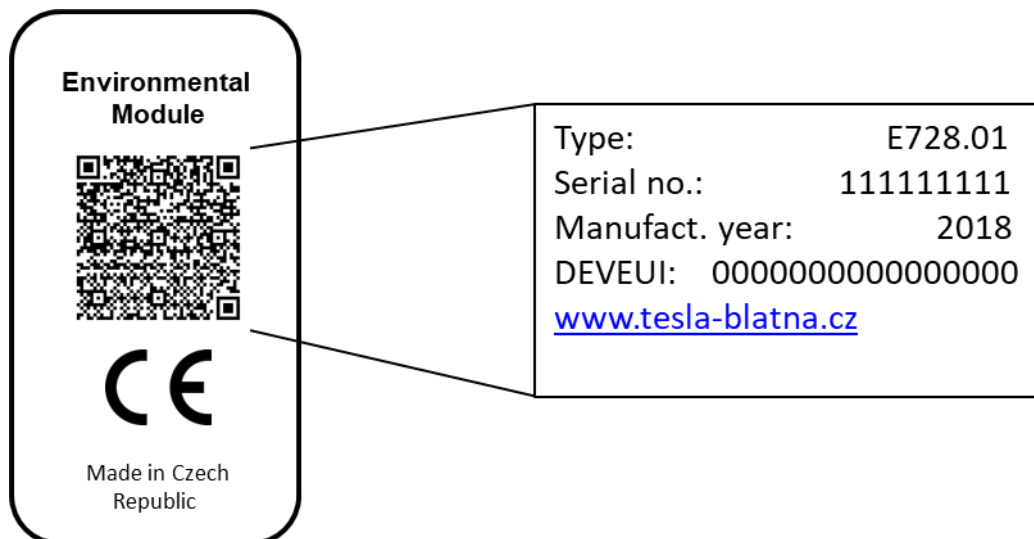 Environmental
Module
CE
Made in Czech
Republic
Type: E728.01
Serial no.: 111111111
Manufact. year: 2018
DEVEUI: 0000000000000000
www.tesla-blatna.cz